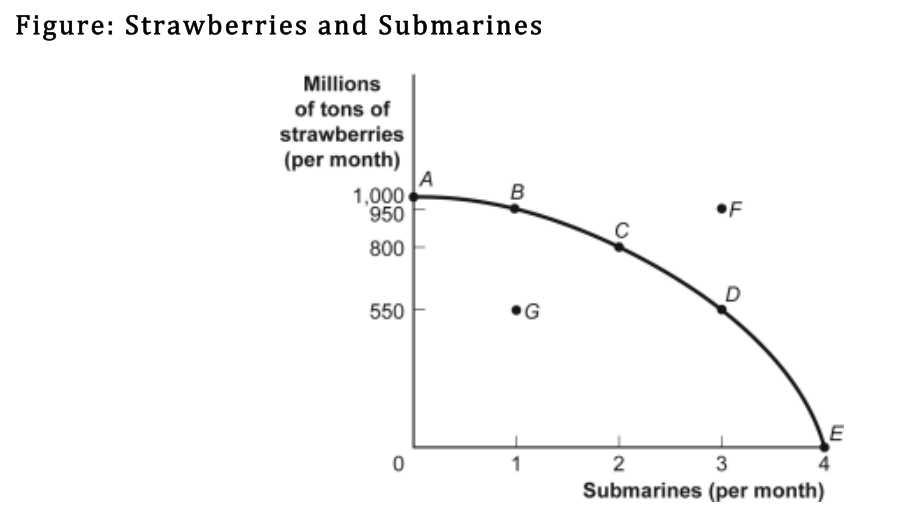 Figure: Strawberries and Submarines
Millions
of tons of
strawberries
(per month)
A
1,000
B
950
F
C
800
D
550
G
E
0
1
2
3
4
Submarines (per month)